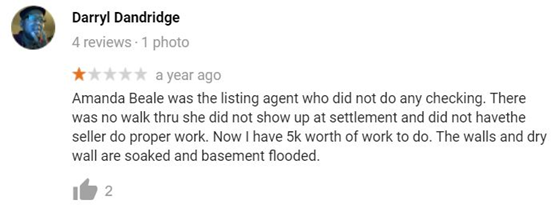 Darryl Dandridge
4 reviews · 1 photo
a year ago
Amanda Beale was the listing agent who did not do any checking. There
was no walk thru she did not show up at settlement and did not havethe
seller do proper work. Now I have 5k worth of work to do. The walls and dry
wall are soaked and basement flooded.
2